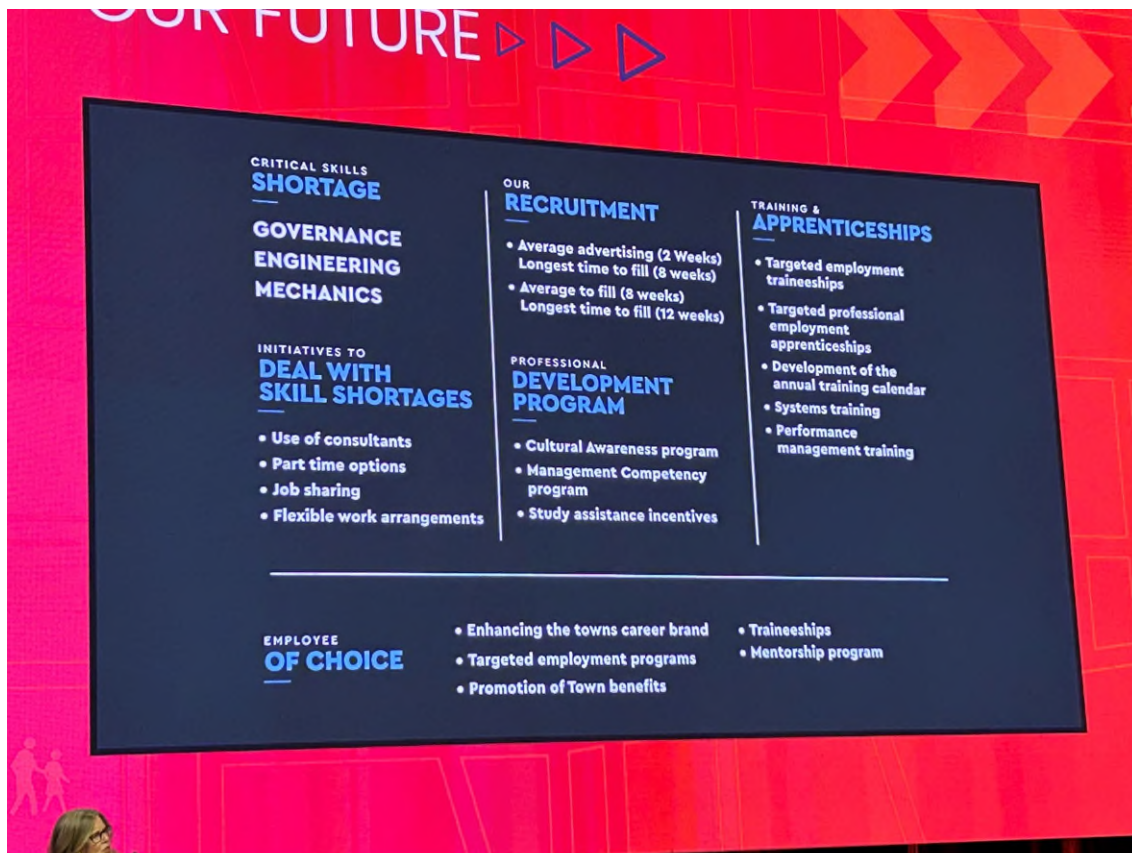 OUR FUTURE
CRITICAL SKILLS
SHORTAGE
GOVERNANCE
ENGINEERING
MECHANICS
INITIATIVES TO
DEAL WITH
SKILL SHORTAGES
• Use of consultants
• Part time options
• Job sharing
• Flexible work arrangements
OUR
RECRUITMENT
• Average advertising (2 Weeks)
Longest time to fill (8 weeks)
• Average to fill (8 weeks)
Longest time to fill (12 weeks)
PROFESSIONAL
DEVELOPMENT
PROGRAM
• Cultural Awareness program
• Management Competency
program
• Study assistance incentives
TRAINING &
APPRENTICESHIPS
• Targeted employment
traineeships
• Targeted professional
employment
apprenticeships
• Development of the
annual training calendar
• Systems training
• Performance
management training
EMPLOYEE
OF CHOICE
• Enhancing the towns career brand
• Targeted employment programs
• Promotion of Town benefits
• Traineeships
• Mentorship program